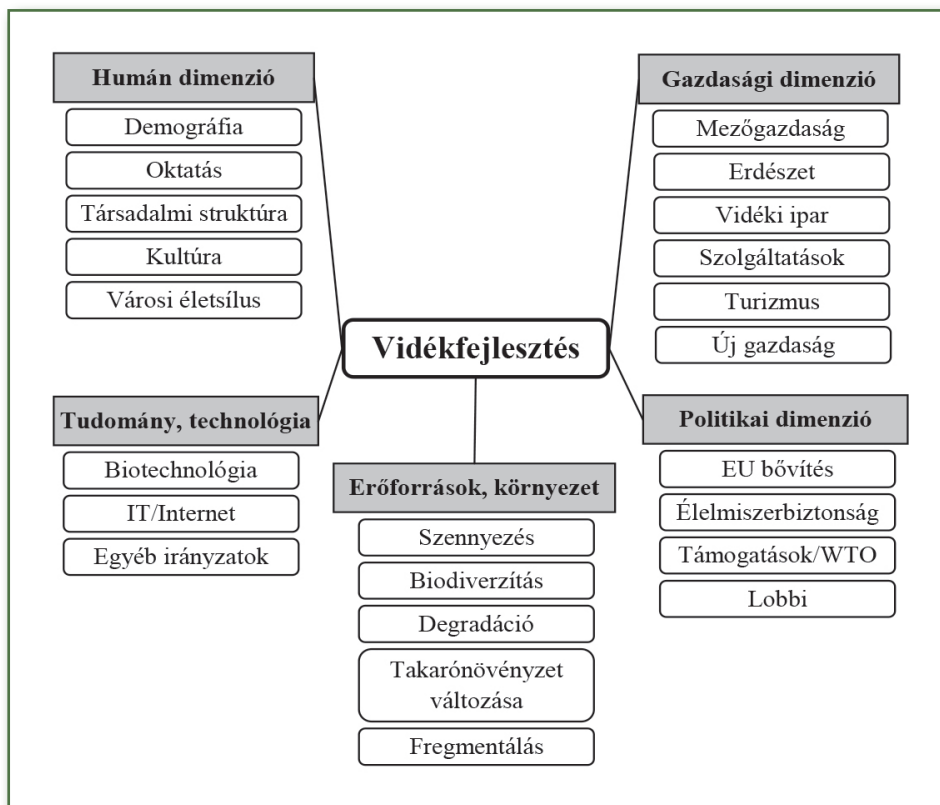 Humán dimenzió
Demográfia
Oktatás
Társadalmi struktúra
Kultúra
Városi életsílus
Gazdasági dimenzió
Mezőgazdaság
Erdészet
Vidéki ipar
Szolgáltatások
Turizmus
Új gazdaság
Vidékfejlesztés
Tudomány, technológia
Biotechnológia
IT/Internet
Egyéb irányzatok
Erőforrások, környezet
Szennyezés
Biodiverzítás
Degradáció
Takarónövényzet
változása
Fregmentálás
Politikai dimenzió
EU bővítés
Élelmiszerbiztonság
Támogatások/WTO
Lobbi